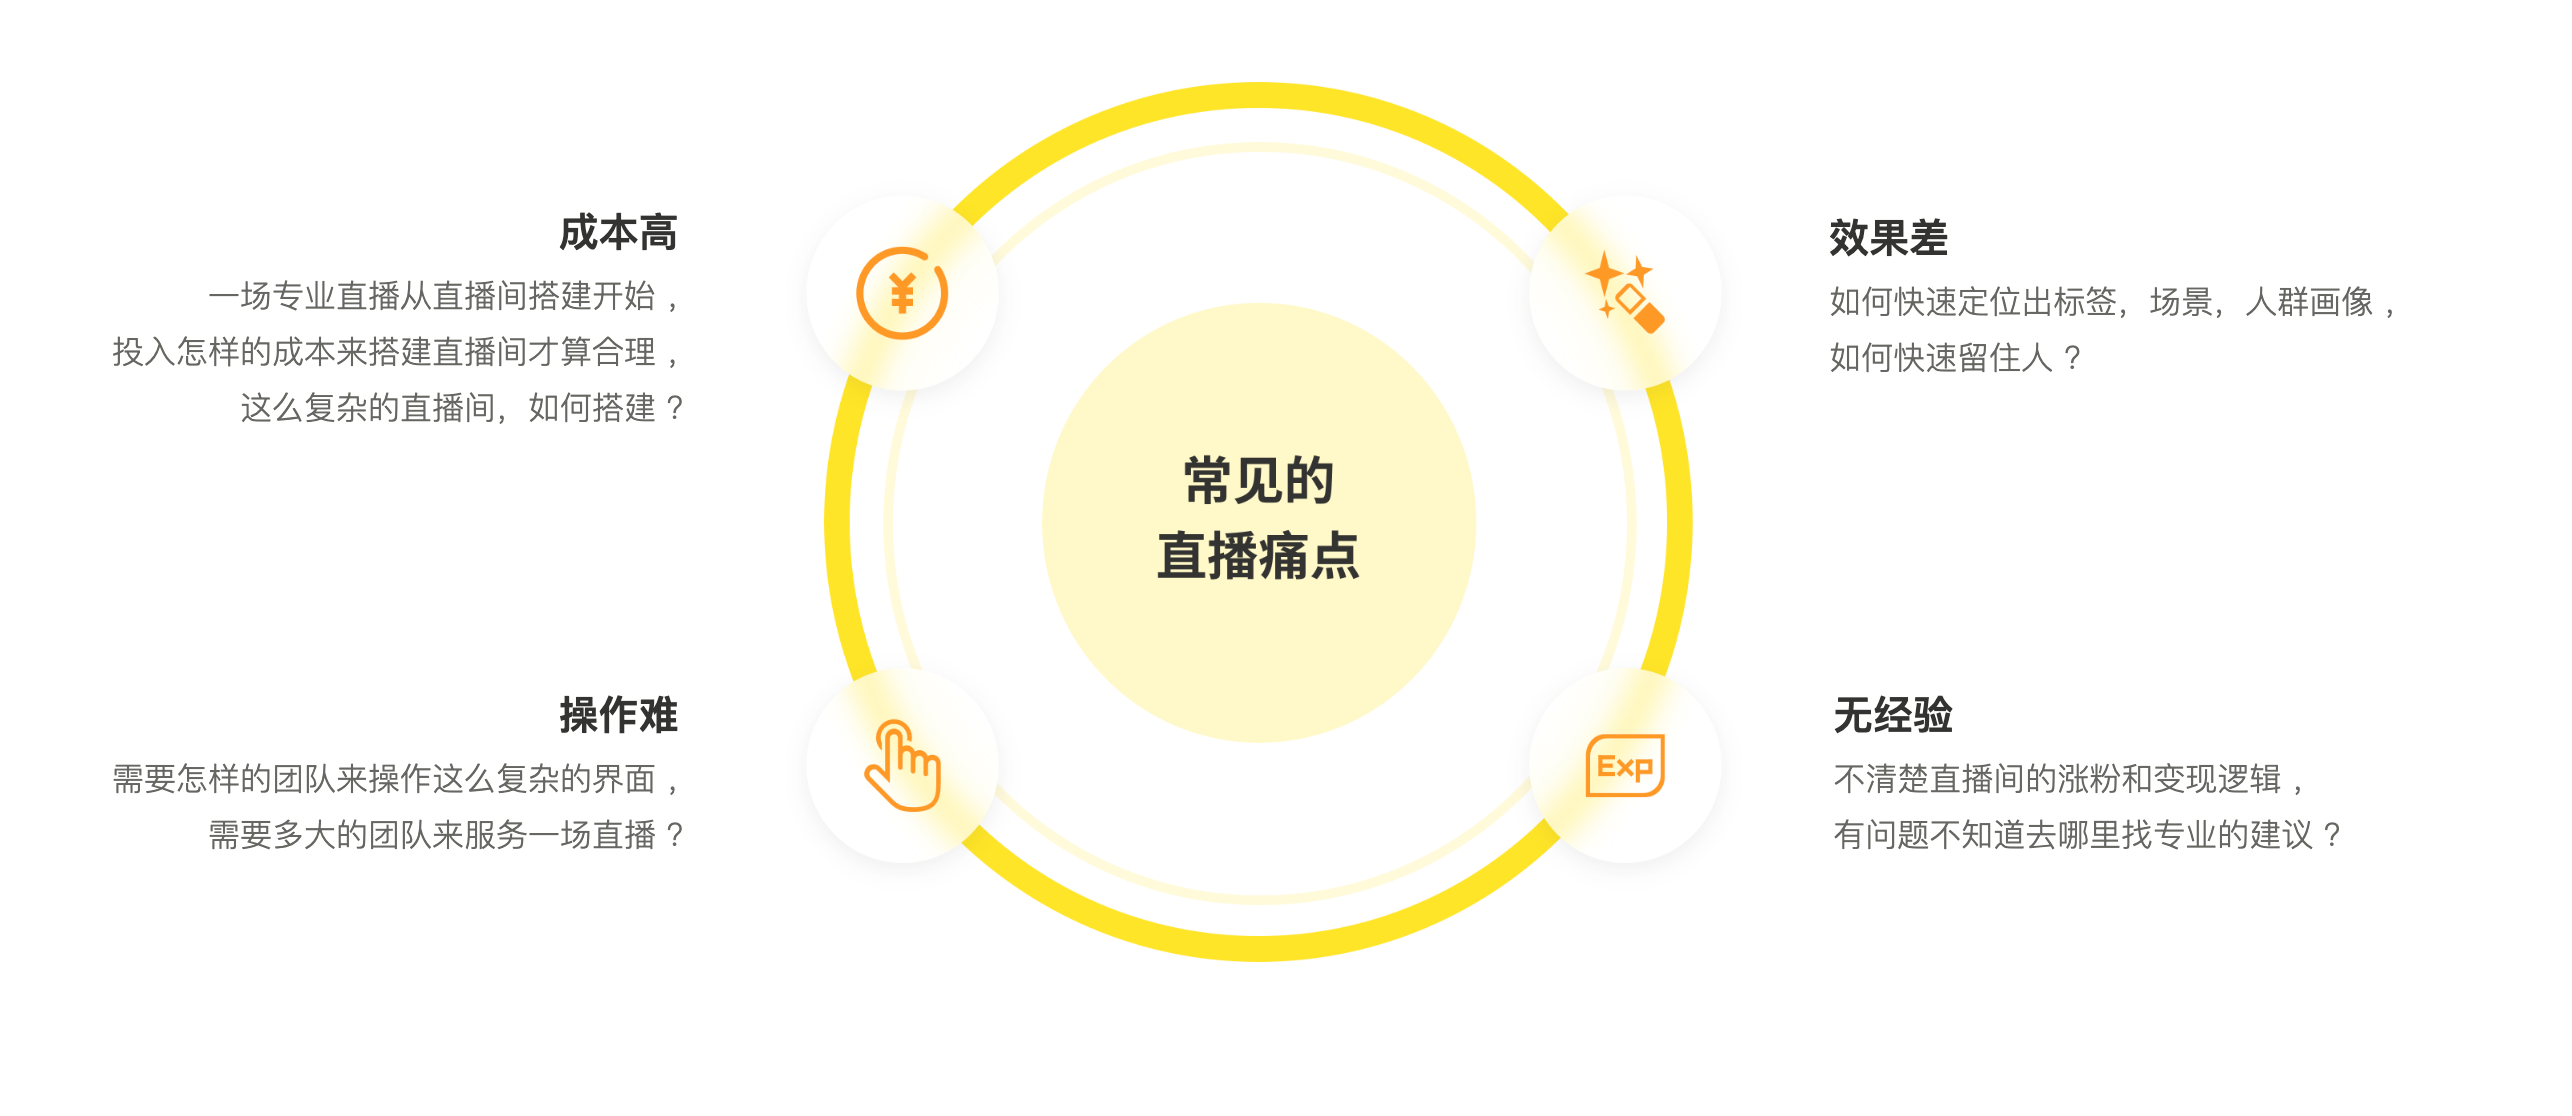 成本高
一场专业直播从直播间搭建开始，
投入怎样的成本来搭建直播间才算合理，
这么复杂的直播间，如何搭建？
效果差
如何快速定位出标签，场景，人群画像，
如何快速留住人？
常见的
直播痛点
操作难
需要怎样的团队来操作这么复杂的界面，
需要多大的团队来服务一场直播？
无经验
不清楚直播间的涨粉和变现逻辑，
有问题不知道去哪里找专业的建议？
¥
Exp